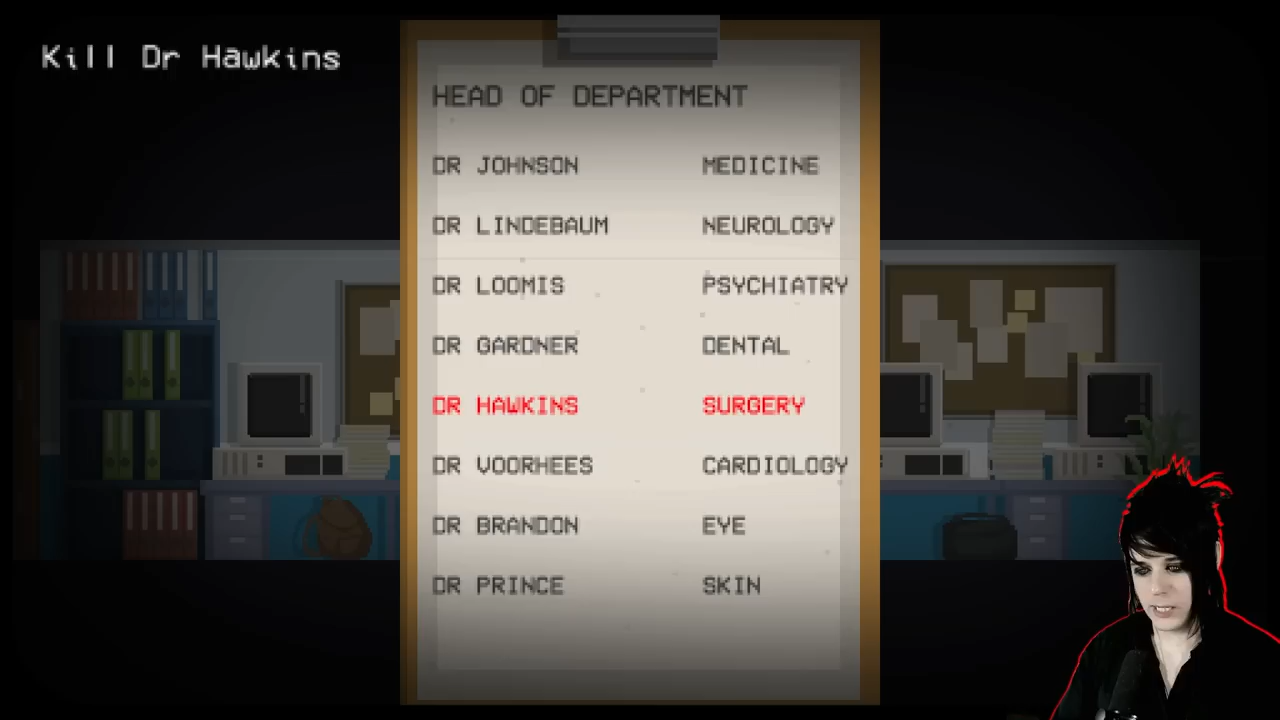 Kill Dr Hawkins
HEAD OF DEPARTMENT
DR JOHNSON MEDICINE
DR LINDEBAUM NEUROLOGY
DR LOOMIS PSYCHIATRY
DR GARDNER DENTAL
DR HAWKINS SURGERY
DR VOORHEES CARDIOLOGY
DR BRANDON EYE
DR PRINCE SKIN